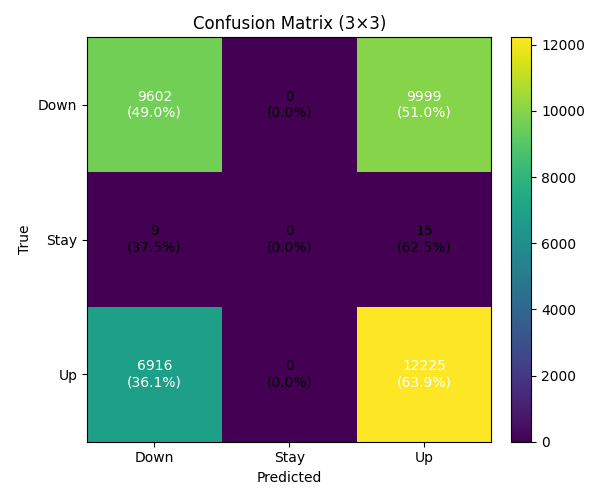 Confusion Matrix (3×3)
Down
9602
(49.0%)
0
(0.0%)
9999
(51.0%)
Stay
9
(37.5%)
0
(0.0%)
15
(62.5%)
Up
6916
(36.1%)
0
(0.0%)
12225
(63.9%)
True
Down
Stay
Up
Predicted
12000
10000
8000
6000
4000
2000
0